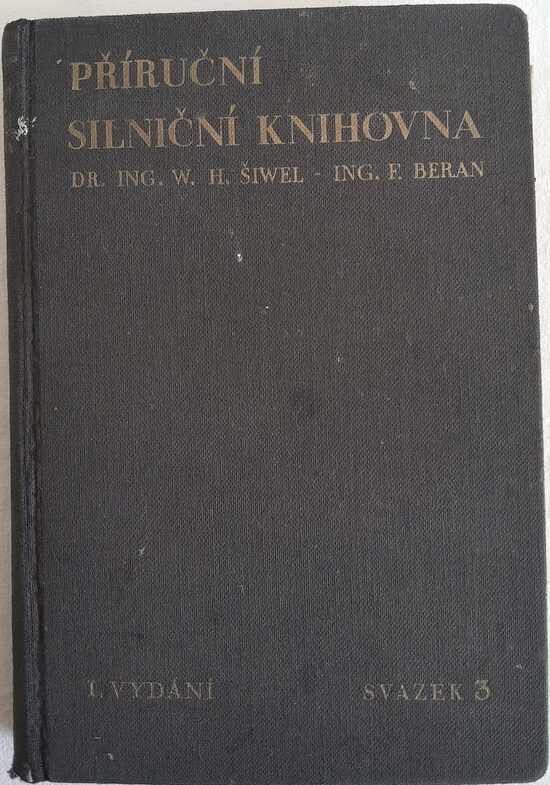 PŘÍRUČNÍ
SILNIČNÍ KNIHOVNA
DR. ING. W. H. ŠIWEL - ING. F. BERAN
I. VYDÁNÍ SVAZEK 3